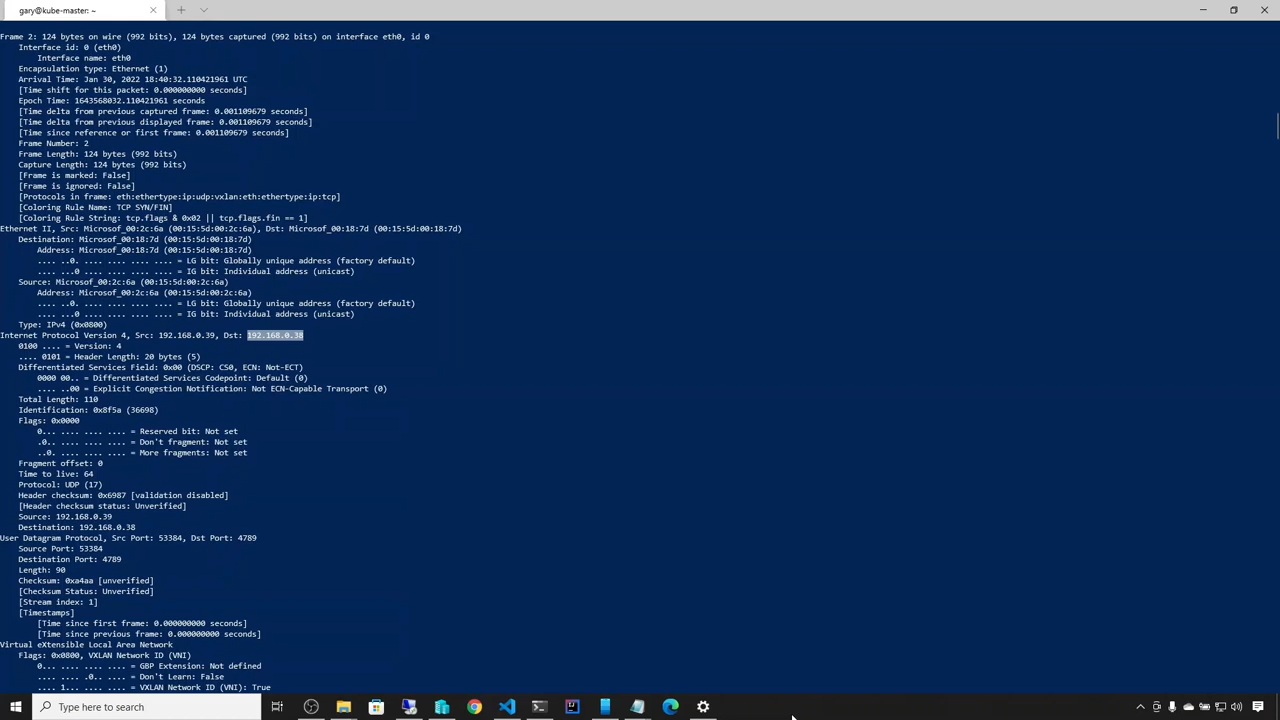 gary@kube-master: ~
Frame 2: 124 bytes on wire (992 bits), 124 bytes captured (992 bits) on interface eth0, id 0
Interface id: 0 (eth0)
Interface name: eth0
Encapsulation type: Ethernet (1)
Arrival Time: Jan 30, 2022 18:40:32.110421961 UTC
[Time shift for this packet: 0.000000000 seconds]
Epoch Time: 1643568032.110421961 seconds
[Time delta from previous captured frame: 0.001109679 seconds]
[Time delta from previous displayed frame: 0.001109679 seconds]
[Time since reference or first frame: 0.001109679 seconds]
Frame Number: 2
Frame Length: 124 bytes (992 bits)
Capture Length: 124 bytes (992 bits)
[Frame is marked: False]
[Frame is ignored: False]
[Protocols in frame: eth:ethertype:ip:udp:vxlan:eth:ethertype:ip:tcp]
[Coloring Rule Name: TCP SYN/FIN]
[Coloring Rule String: tcp.flags & 0x02 || tcp.flags.fin == 1]
Ethernet II, Src: Microsof_00:2c:6a (00:15:5d:00:2c:6a), Dst: Microsof_00:18:7d (00:15:5d:00:18:7d)
Destination: Microsof_00:18:7d (00:15:5d:00:18:7d)
Address: Microsof_00:18:7d (00:15:5d:00:18:7d)
.... ..0. .... .... .... .... = LG bit: Globally unique address (factory default)
.... ...0 .... .... .... .... = IG bit: Individual address (unicast)
Source: Microsof_00:2c:6a (00:15:5d:00:2c:6a)
Address: Microsof_00:2c:6a (00:15:5d:00:2c:6a)
.... ..0. .... .... .... .... = LG bit: Globally unique address (factory default)
.... ...0 .... .... .... .... = IG bit: Individual address (unicast)
Type: IPv4 (0x0800)
Internet Protocol Version 4, Src: 192.168.0.39, Dst: 192.168.0.38
0100 .... = Version: 4
.... 0101 = Header Length: 20 bytes (5)
Differentiated Services Field: 0x00 (DSCP: CS0, ECN: Not-ECT)
0000 00.. = Differentiated Services Codepoint: Default (0)
.... ..00 = Explicit Congestion Notification: Not ECN-Capable Transport (0)
Total Length: 110
Identification: 0x8f5a (36698)
Flags: 0x0000
0... .... .... .... = Reserved bit: Not set
.0.. .... .... .... = Don't fragment: Not set
..0. .... .... .... = More fragments: Not set
Fragment offset: 0
Time to live: 64
Protocol: UDP (17)
Header checksum: 0x6987 [validation disabled]
[Header checksum status: Unverified]
Source: 192.168.0.39
Destination: 192.168.0.38
User Datagram Protocol, Src Port: 53384, Dst Port: 4789
Source Port: 53384
Destination Port: 4789
Length: 90
Checksum: 0xa4aa [unverified]
[Checksum Status: Unverified]
[Stream index: 1]
[Timestamps]
[Time since first frame: 0.000000000 seconds]
[Time since previous frame: 0.000000000 seconds]
Virtual eXtensible Local Area Network
Flags: 0x0800, VXLAN Network ID (VNI)
0... .... .... .... = GBP Extension: Not defined
.... .... .0.. .... = Don't Learn: False
.... 1... .... .... = VXLAN Network ID (VNI): True
Type here to search